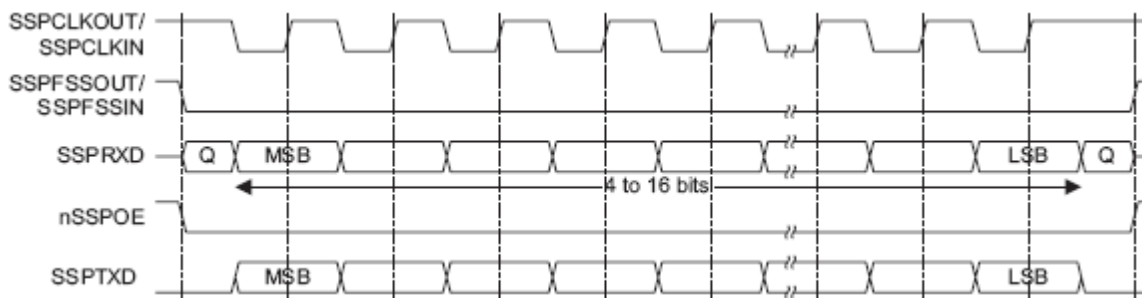 SSPCLKOUT/
SSPCLKIN
SSPFSSOUT/
SSPFSSIN
SSPRXD Q MSB LSB Q
4 to 16 bits
nSSPOE
SSPTXD MSB LSB